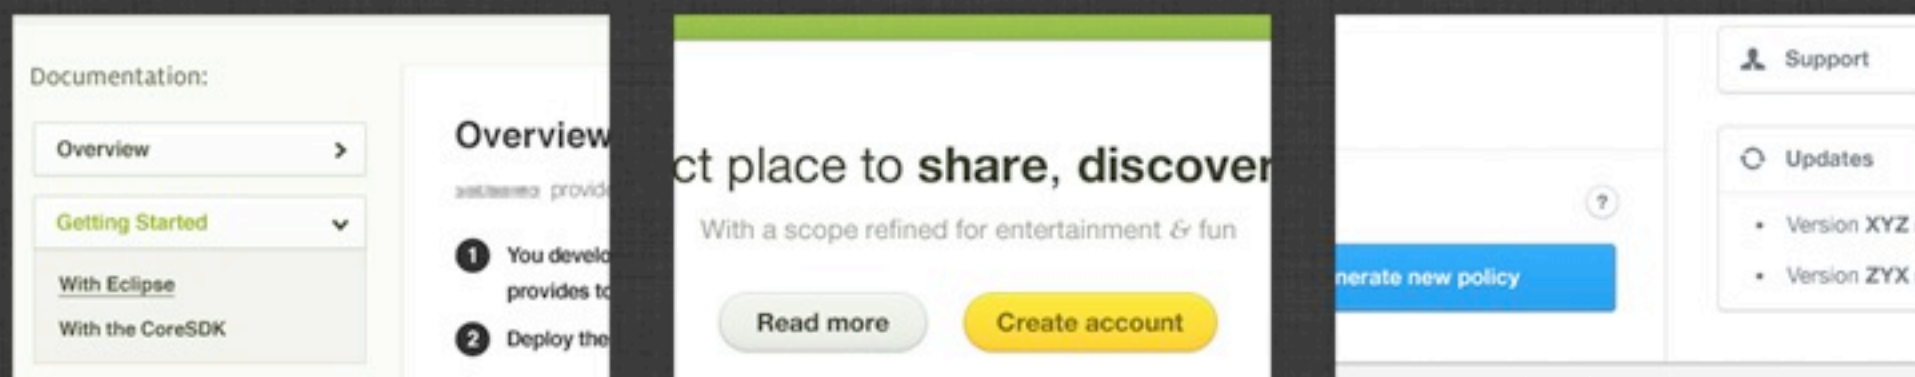 Documentation:
Overview
Getting Started
With Eclipse
With the CoreSDK
Overview
provide
1 You develo
provides to
2 Deploy the
ct place to share, discover
With a scope refined for entertainment & fun
Read more
Create account
?
nerate new policy
Support
Updates
• Version XYZ
• Version ZYX